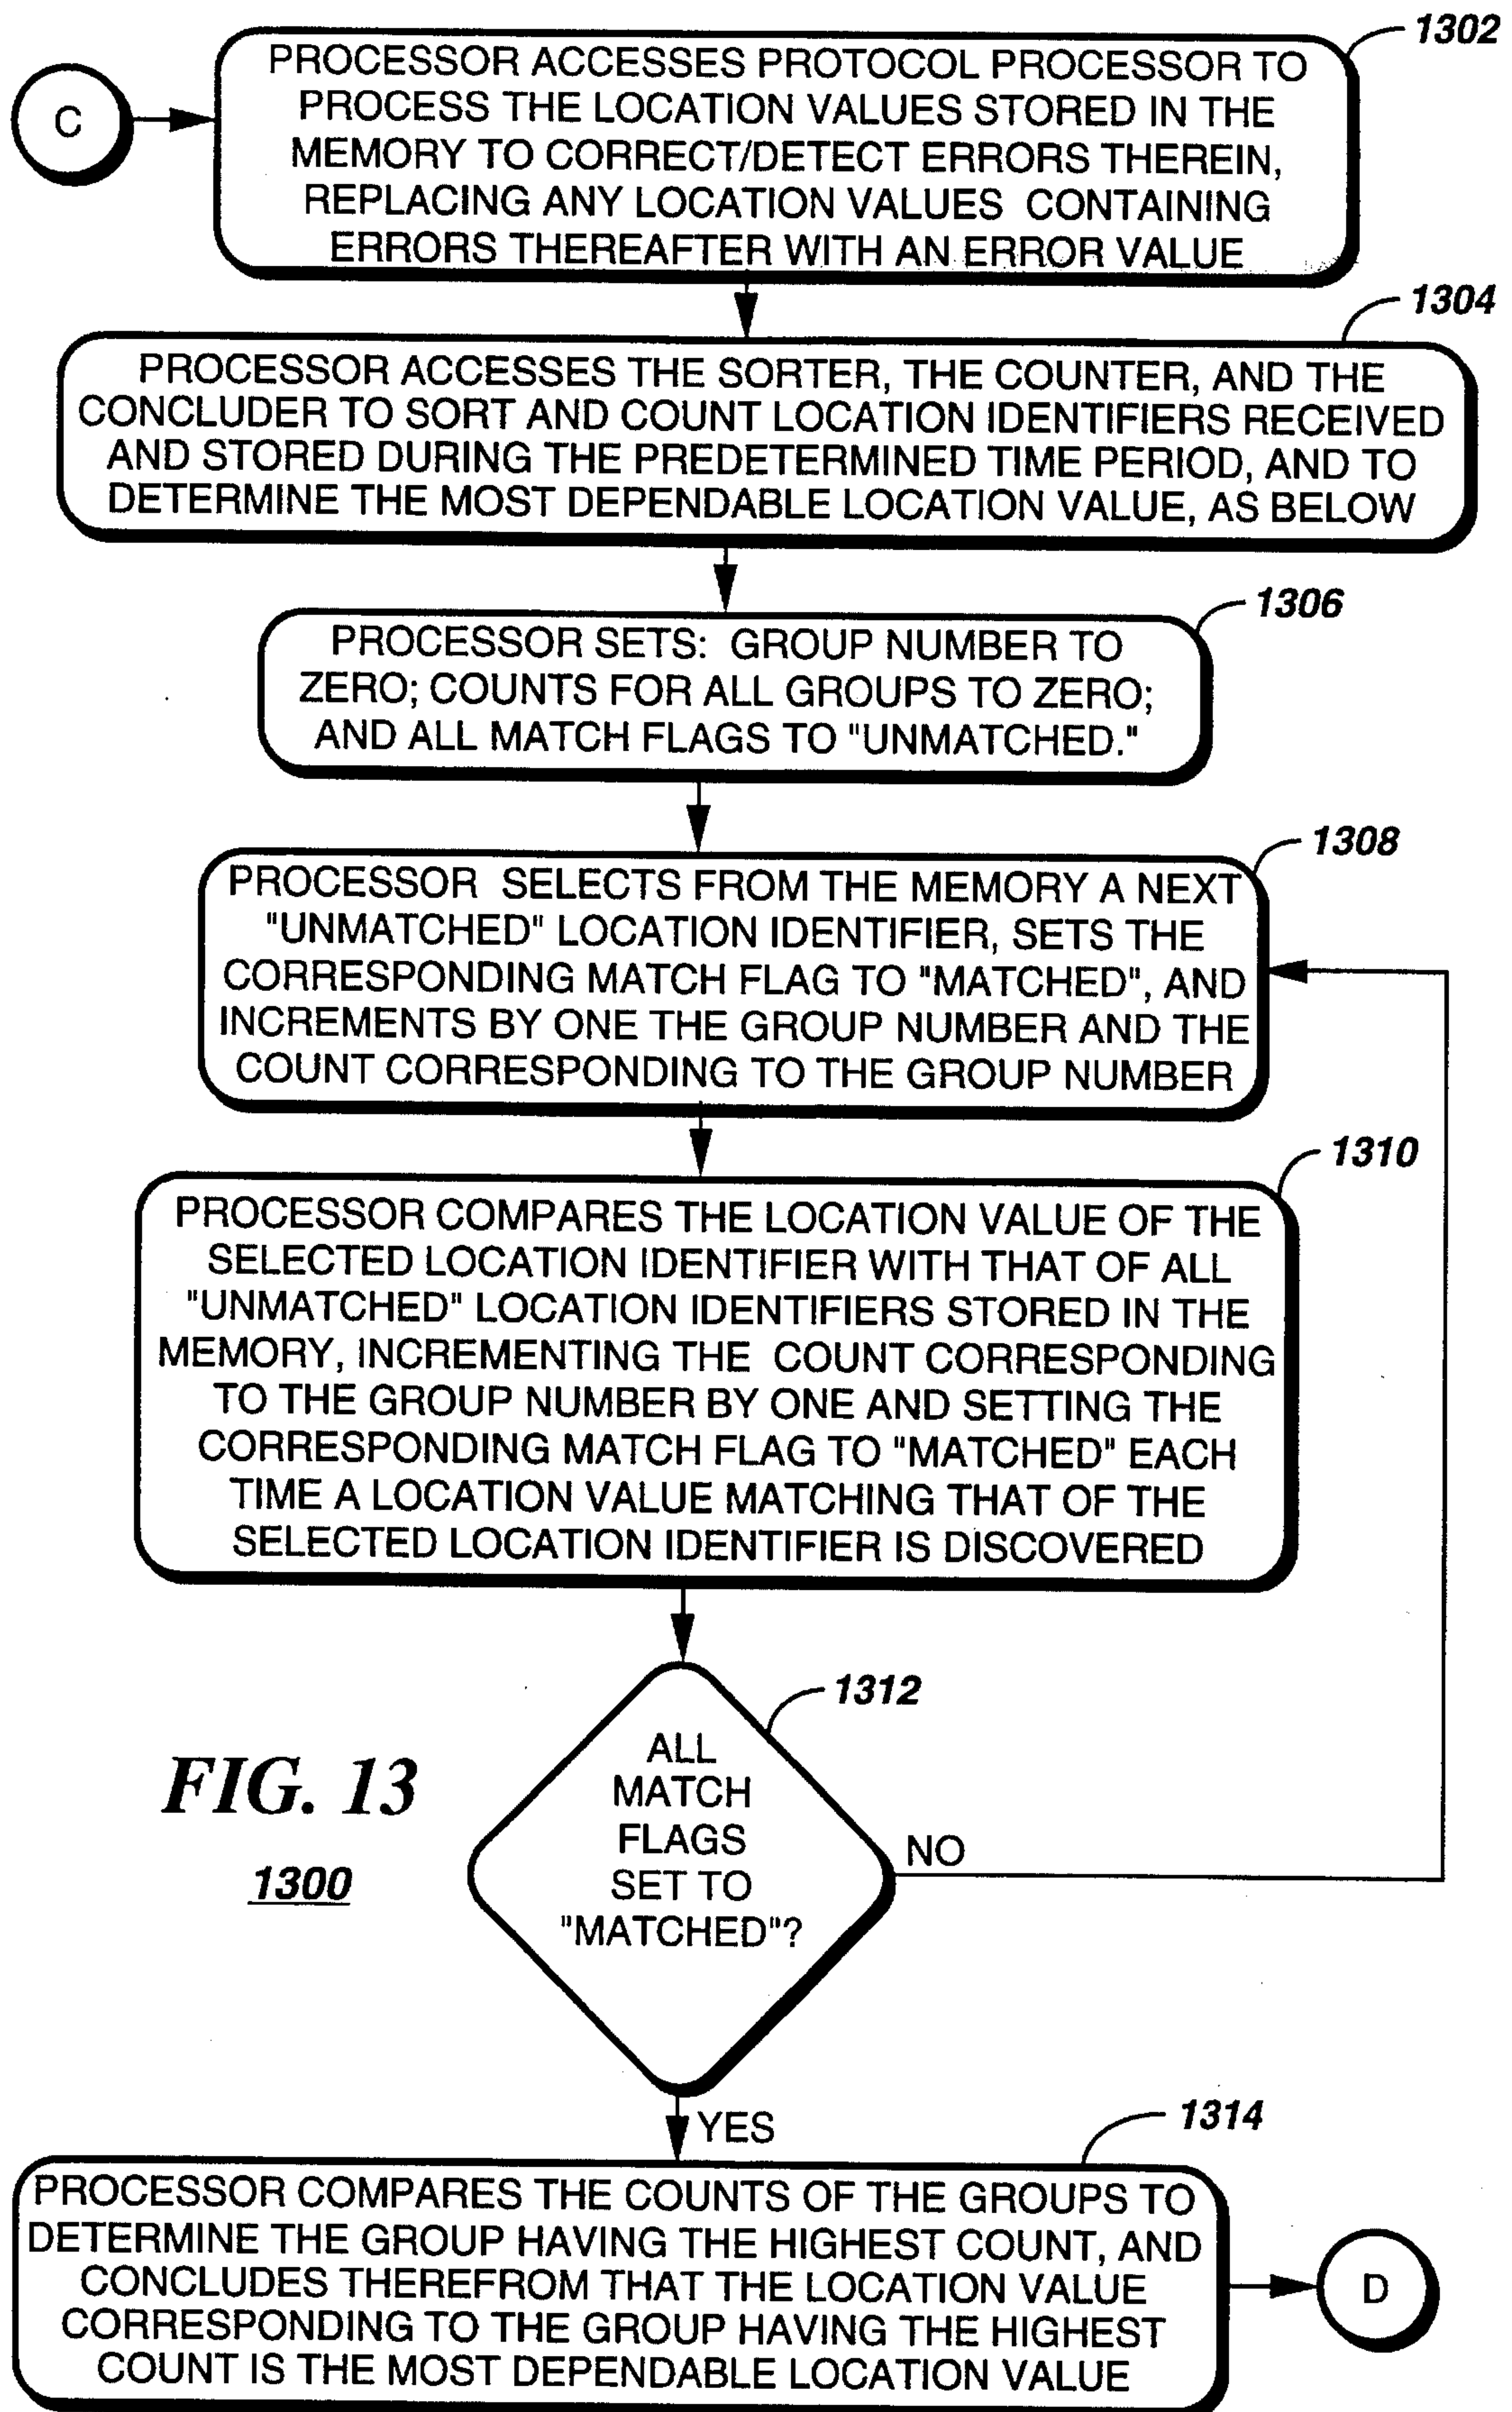 1302
C
PROCESSOR ACCESSES PROTOCOL PROCESSOR TO
PROCESS THE LOCATION VALUES STORED IN THE
MEMORY TO CORRECT/DETECT ERRORS THEREIN,
REPLACING ANY LOCATION VALUES CONTAINING
ERRORS THEREAFTER WITH AN ERROR VALUE
1304
PROCESSOR ACCESSES THE SORTER, THE COUNTER, AND THE
CONCLUDER TO SORT AND COUNT LOCATION IDENTIFIERS RECEIVED
AND STORED DURING THE PREDETERMINED TIME PERIOD, AND TO
DETERMINE THE MOST DEPENDABLE LOCATION VALUE, AS BELOW
1306
PROCESSOR SETS: GROUP NUMBER TO
ZERO; COUNTS FOR ALL GROUPS TO ZERO;
AND ALL MATCH FLAGS TO "UNMATCHED."
1308
PROCESSOR SELECTS FROM THE MEMORY A NEXT
"UNMATCHED" LOCATION IDENTIFIER, SETS THE
CORRESPONDING MATCH FLAG TO "MATCHED", AND
INCREMENTS BY ONE THE GROUP NUMBER AND THE
COUNT CORRESPONDING TO THE GROUP NUMBER
1310
PROCESSOR COMPARES THE LOCATION VALUE OF THE
SELECTED LOCATION IDENTIFIER WITH THAT OF ALL
"UNMATCHED" LOCATION IDENTIFIERS STORED IN THE
MEMORY, INCREMENTING THE COUNT CORRESPONDING
TO THE GROUP NUMBER BY ONE AND SETTING THE
CORRESPONDING MATCH FLAG TO "MATCHED" EACH
TIME A LOCATION VALUE MATCHING THAT OF THE
SELECTED LOCATION IDENTIFIER IS DISCOVERED
1312
ALL
MATCH
FLAGS
SET TO
"MATCHED"?
NO
FIG. 13
1300
YES
1314
PROCESSOR COMPARES THE COUNTS OF THE GROUPS TO
DETERMINE THE GROUP HAVING THE HIGHEST COUNT, AND
CONCLUDES THEREFROM THAT THE LOCATION VALUE
CORRESPONDING TO THE GROUP HAVING THE HIGHEST
COUNT IS THE MOST DEPENDABLE LOCATION VALUE
D